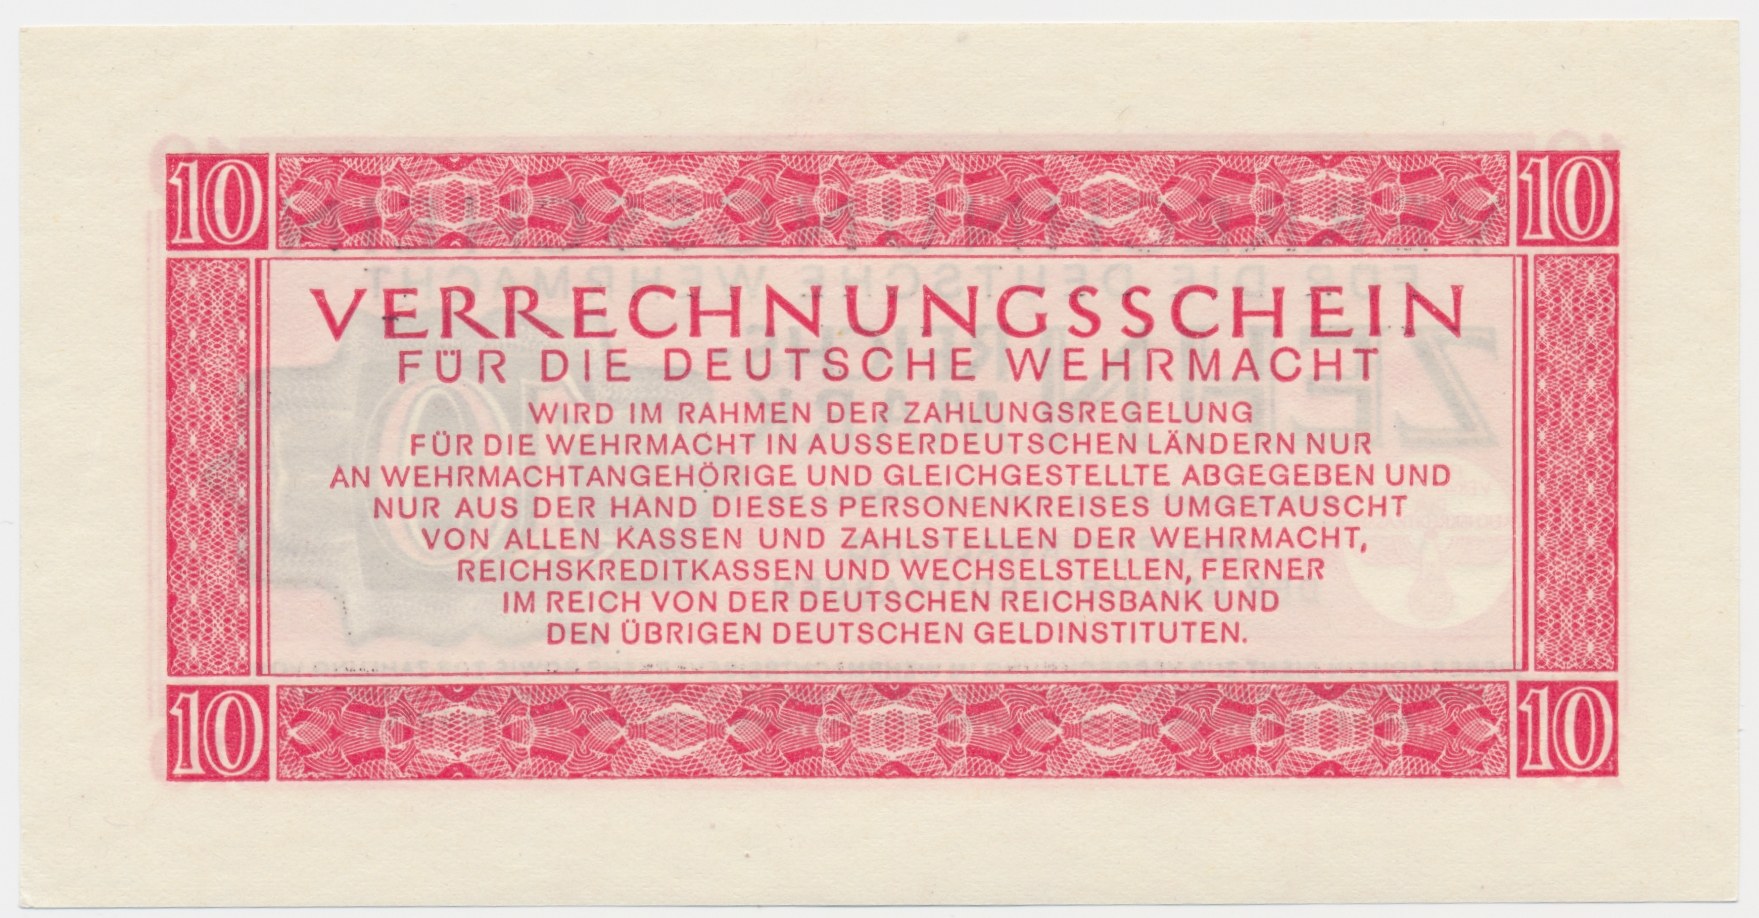 10 10
VERRECHNUNGSSCHEIN
FÜR DIE DEUTSCHE WEHRMACHT
WIRD IM RAHMEN DER ZAHLUNGSREGELUNG
FÜR DIE WEHRMACHT IN AUSSERDEUTSCHEN LÄNDERN NUR
AN WEHRMACHTANGEHÖRIGE UND GLEICHGESTELLTE ABGEGEBEN UND
NUR AUS DER HAND DIESES PERSONENKREISES UMGETAUSCHT
VON ALLEN KASSEN UND ZAHLSTELLEN DER WEHRMACHT,
REICHSKREDITKASSEN UND WECHSELSTELLEN, FERNER
IM REICH VON DER DEUTSCHEN REICHSBANK UND
DEN ÜBRIGEN DEUTSCHEN GELDINSTITUTEN.
10 10